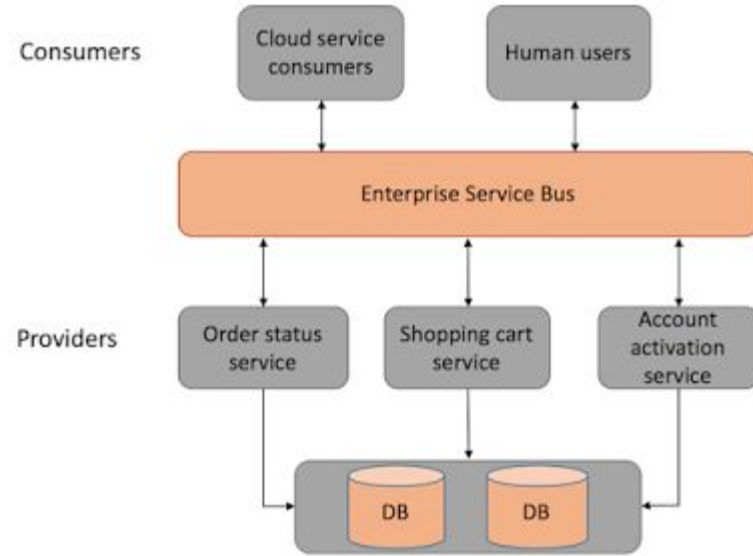 Consumers
Cloud service
consumers
Human users
Enterprise Service Bus
Providers
Order status
service
Shopping cart
service
Account
activation
service
DB
DB